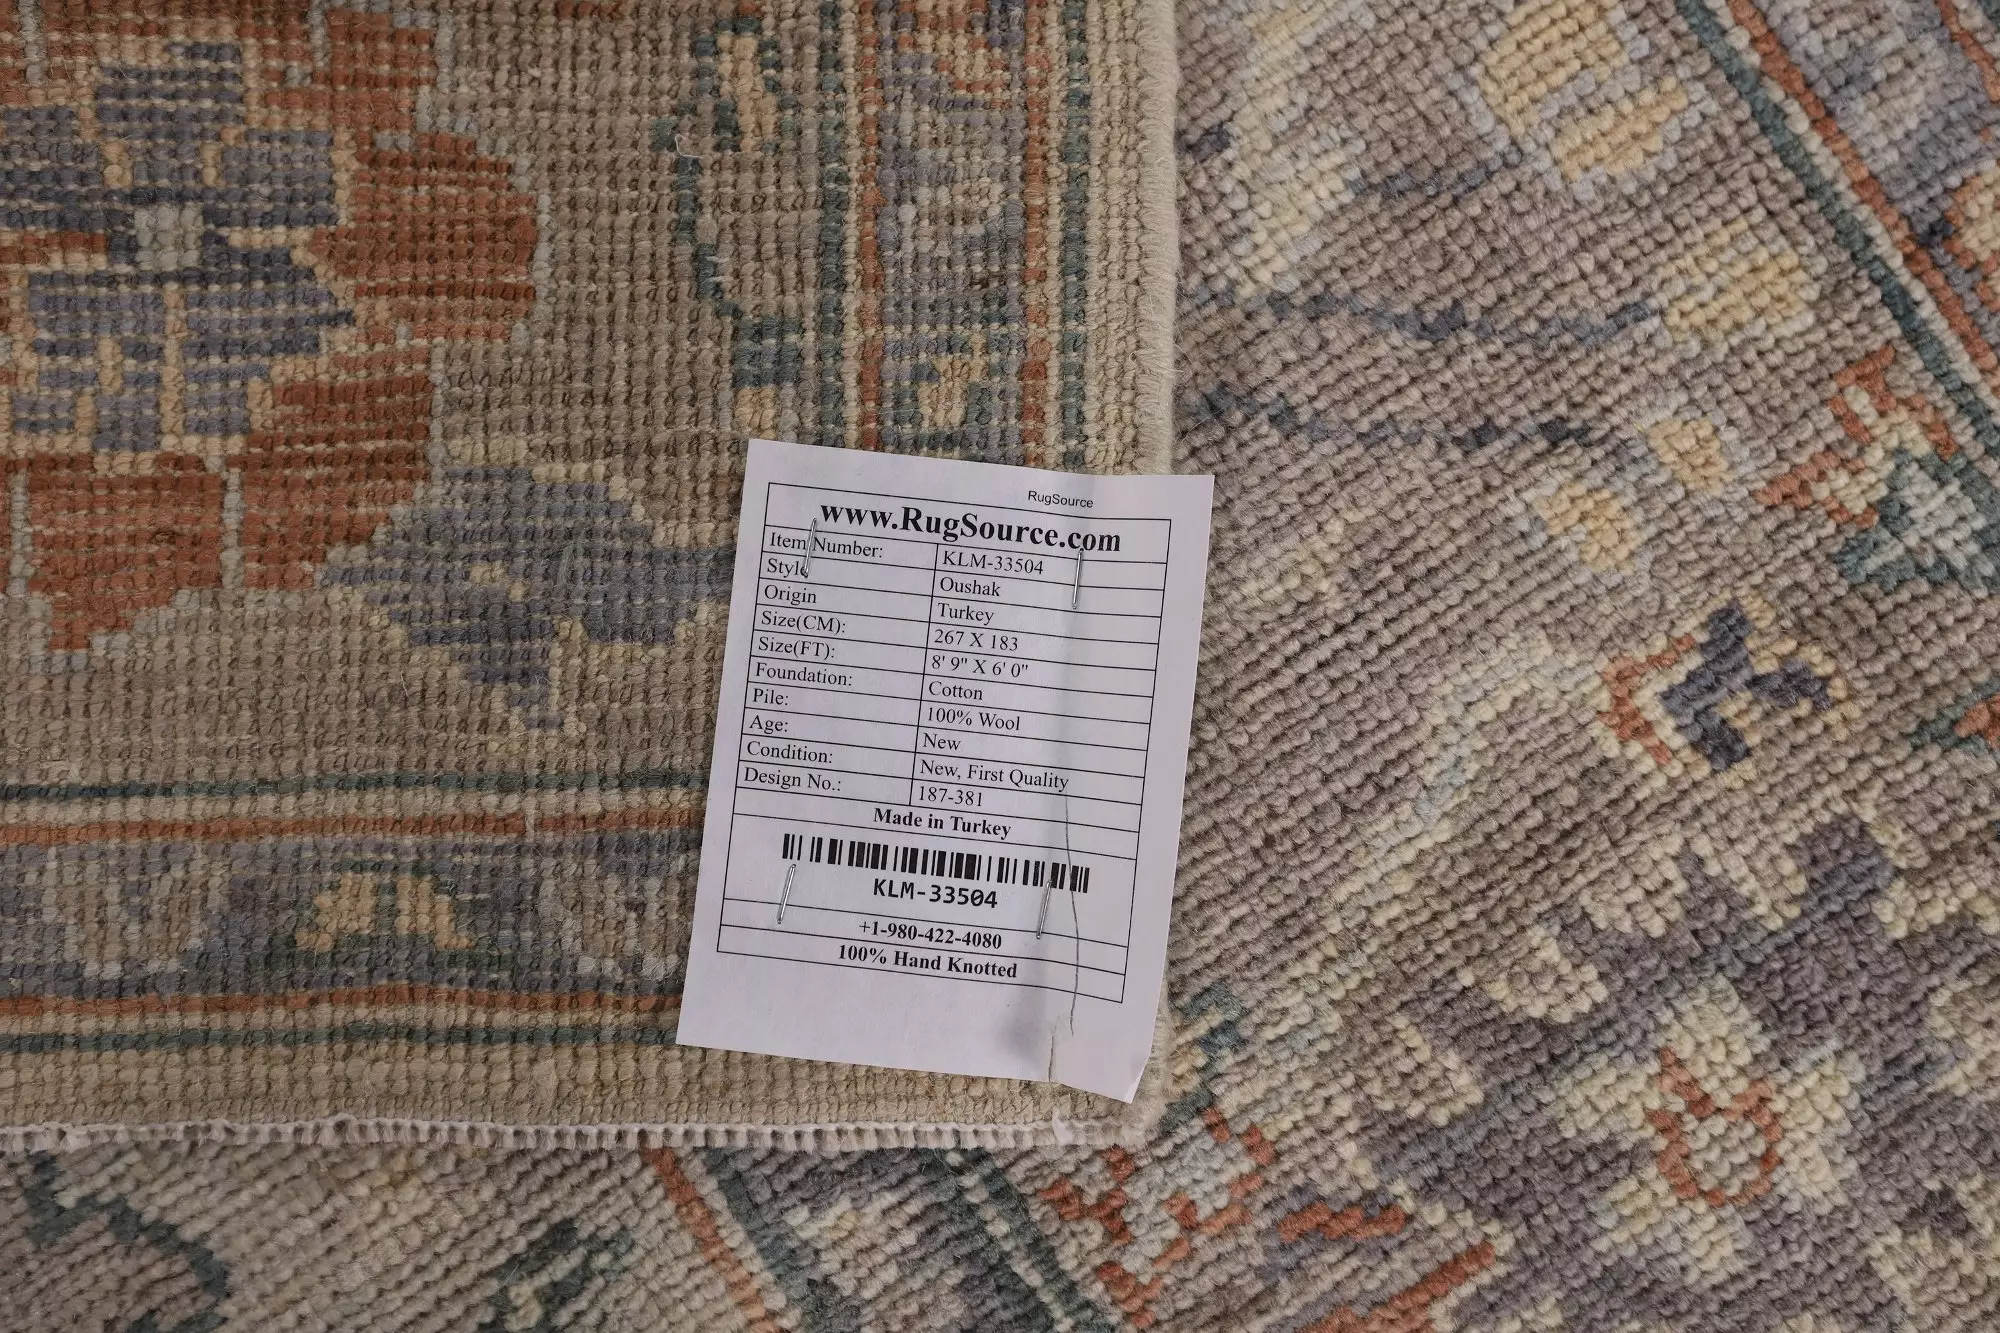 RugSource
www.RugSource.com
Item Number: KLM-33504
Style Oushak
Origin Turkey
Size(CM): 267 X 183
Size(FT): 8' 9" X 6' 0"
Foundation: Cotton
Pile: 100% Wool
Age: New
Condition: New, First Quality
Design No.: 187-381
Made in Turkey
KLM-33504
+1-980-422-4080
100% Hand Knotted